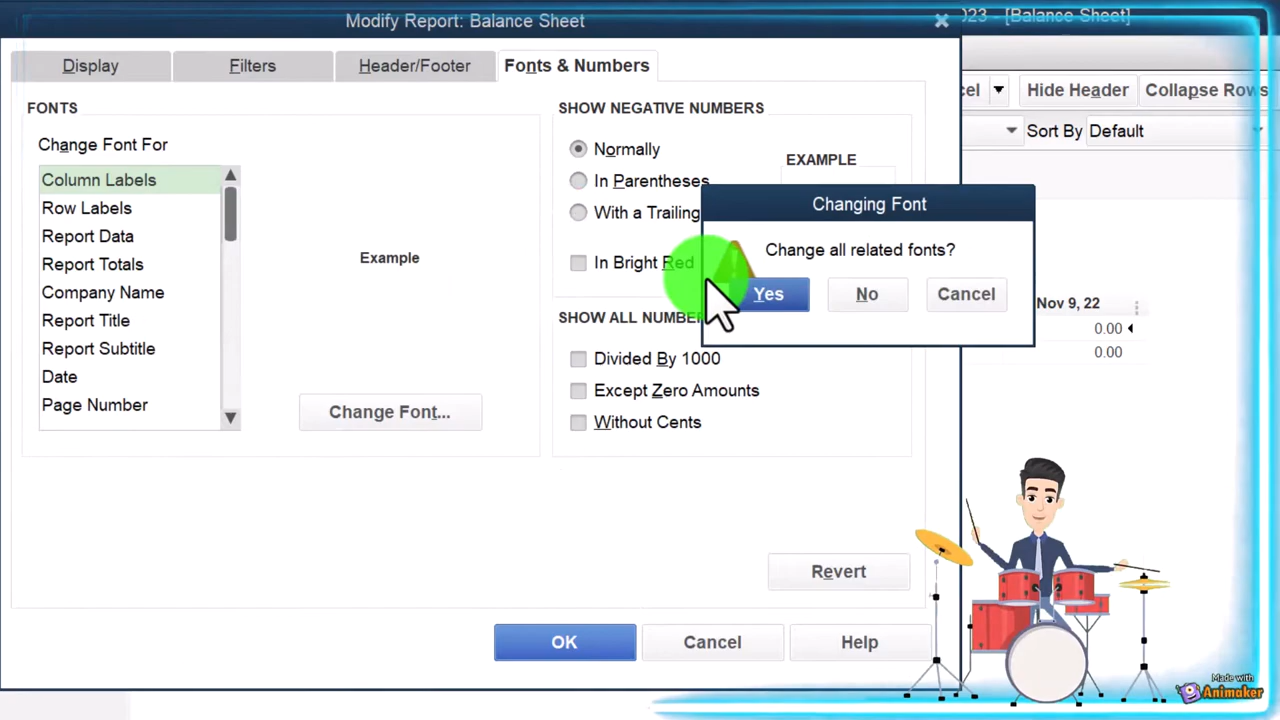 Modify Report: Balance Sheet
023 - [Balance Sheet]
Display
Filters
Header/Footer
Fonts & Numbers
Hide Header
Collapse Rows
Sort By Default
FONTS
Change Font For
Column Labels
Row Labels
Report Data
Report Totals
Company Name
Report Title
Report Subtitle
Date
Page Number
Example
Change Font...
SHOW NEGATIVE NUMBERS
Normally
In Parentheses
With a Trailing
In Bright Red
EXAMPLE
Changing Font
Change all related fonts?
Yes
No
Cancel
SHOW ALL NUMBE
Divided By 1000
Except Zero Amounts
Without Cents
Nov 9, 22
0.00
0.00
Revert
OK
Cancel
Help
Made with
Animaker